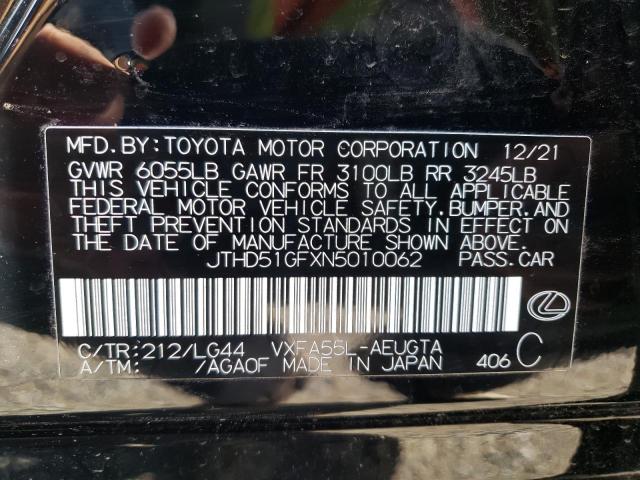 MFD.BY:TOYOTA MOTOR CORPORATION 12/21
GVWR 6055LB GAWR FR 3100LB RR 3245LB
THIS VEHICLE CONFORMS TO ALL APPLICABLE
FEDERAL MOTOR VEHICLE SAFETY,BUMPER,AND
THEFT PREVENTION STANDARDS IN EFFECT ON
THE DATE OF MANUFACTURE SHOWN ABOVE.
JTHD51GFXN5010062 PASS.CAR
C/TR:212/LG44 VXFA55L-AEUGTA
A/TM: /AGAOF MADE IN JAPAN 406 C